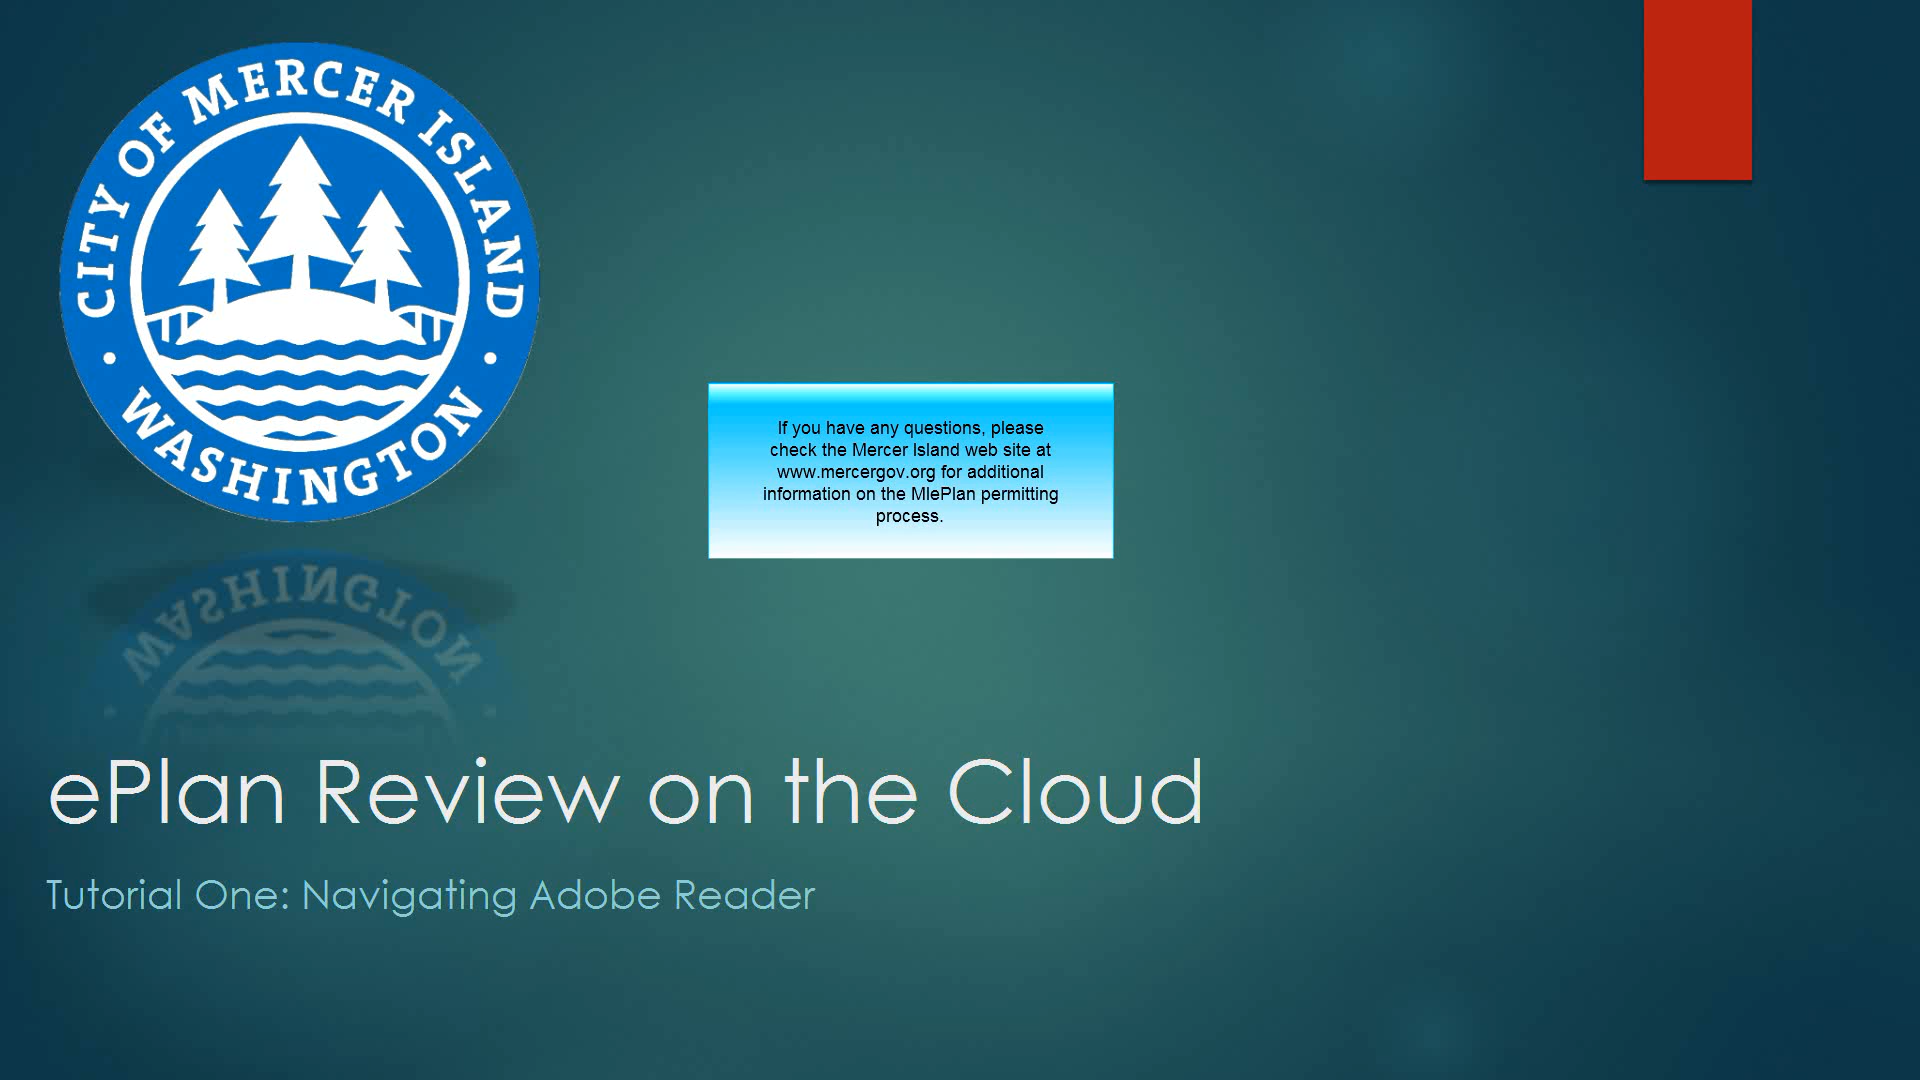 CITY OF MERCER ISLAND
WASHINGTON
If you have any questions, please
check the Mercer Island web site at
www.mercergov.org for additional
information on the MIePlan permitting
process.
ePlan Review on the Cloud
Tutorial One: Navigating Adobe Reader